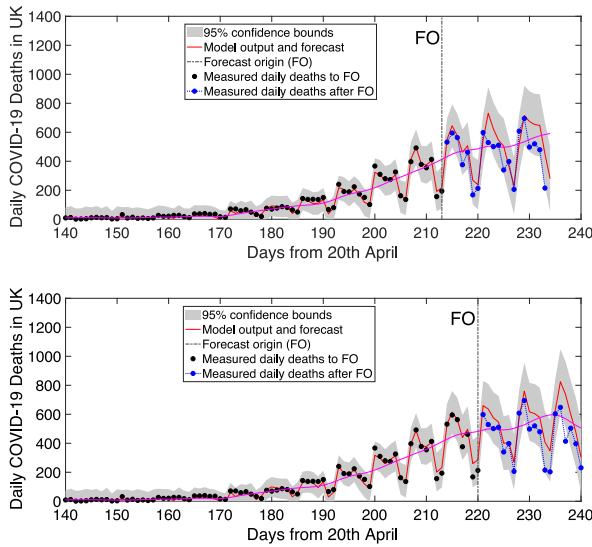 1400
1200
1000
800
600
400
200
0
Daily COVID-19 Deaths in UK
95% confidence bounds
Model output and forecast
Forecast origin (FO)
Measured daily deaths to FO
Measured daily deaths after FO
FO
140 150 160 170 180 190 200 210 220 230 240
Days from 20th April
1400
1200
1000
800
600
400
200
0
Daily COVID-19 Deaths in UK
95% confidence bounds
Model output and forecast
Forecast origin (FO)
Measured daily deaths to FO
Measured daily deaths after FO
FO
140 150 160 170 180 190 200 210 220 230 240
Days from 20th April